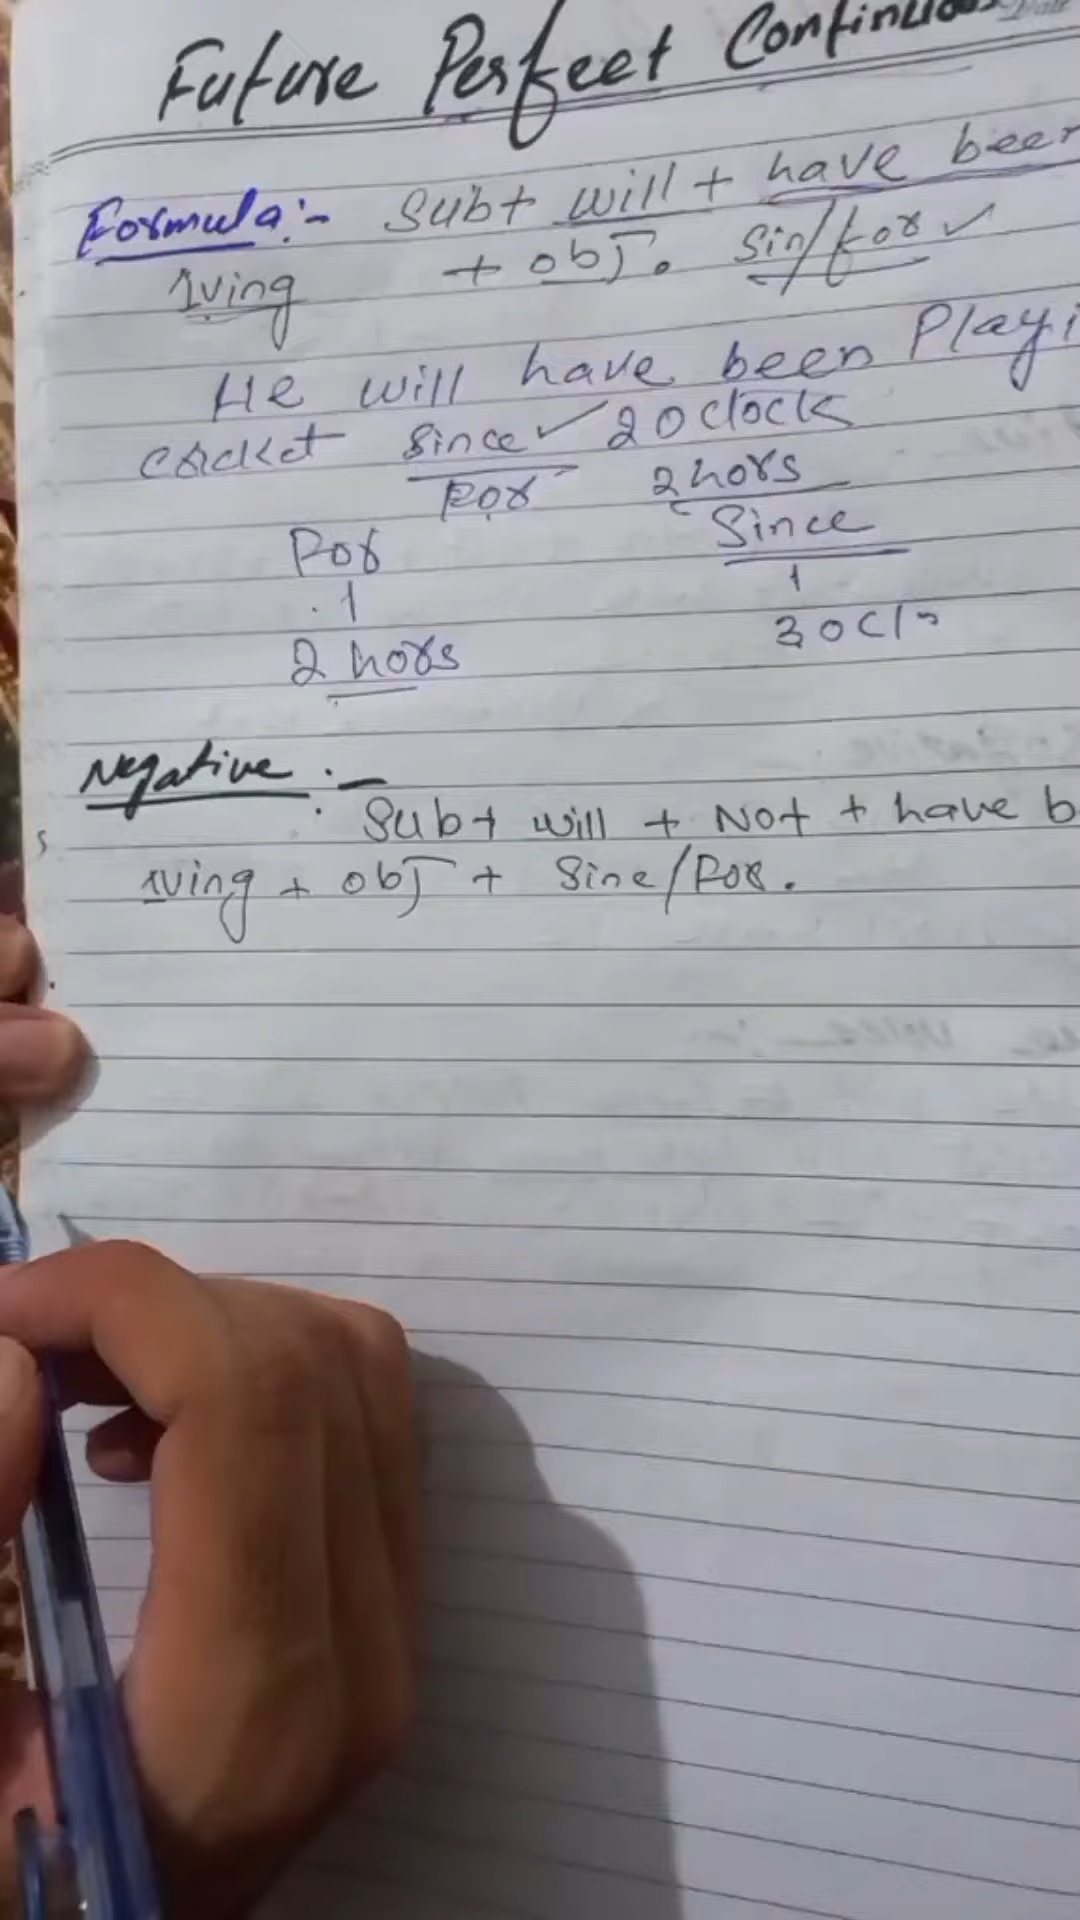 Future Perfect Continuous
Formula:- Sub+ will + have been
1ving + obj. Sin/for ✓
He will have been Playi
cricket Since ✓ 2 O clock
For 2 hors
For Since
1 1
2 hors 3 O Clo
Negative :-
Sub+ will + Not + have b
1ving + obj + Sine/For.